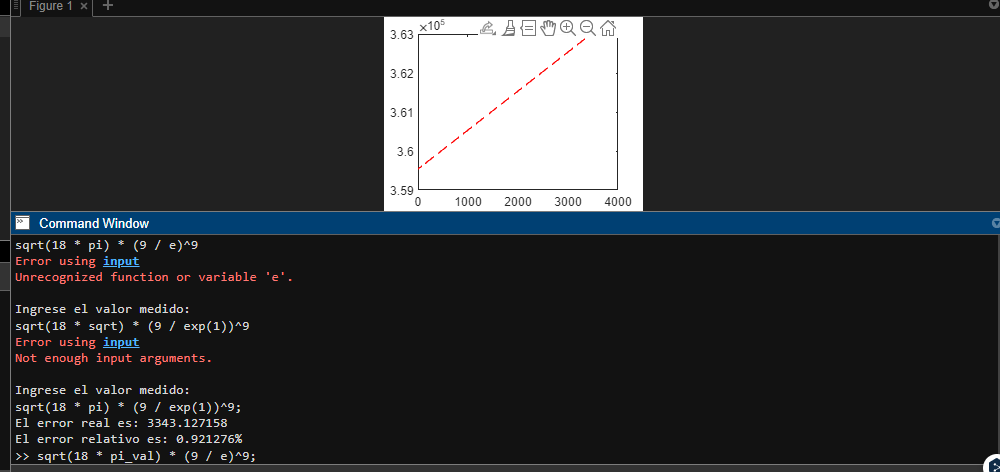 Figure 1 × +
×10⁵
3.63
3.62
3.61
3.6
3.59
0 1000 2000 3000 4000
Command Window
sqrt(18 * pi) * (9 / e)^9
Error using input
Unrecognized function or variable 'e'.
Ingrese el valor medido:
sqrt(18 * sqrt) * (9 / exp(1))^9
Error using input
Not enough input arguments.
Ingrese el valor medido:
sqrt(18 * pi) * (9 / exp(1))^9;
El error real es: 3343.127158
El error relativo es: 0.921276%
>> sqrt(18 * pi_val) * (9 / e)^9;